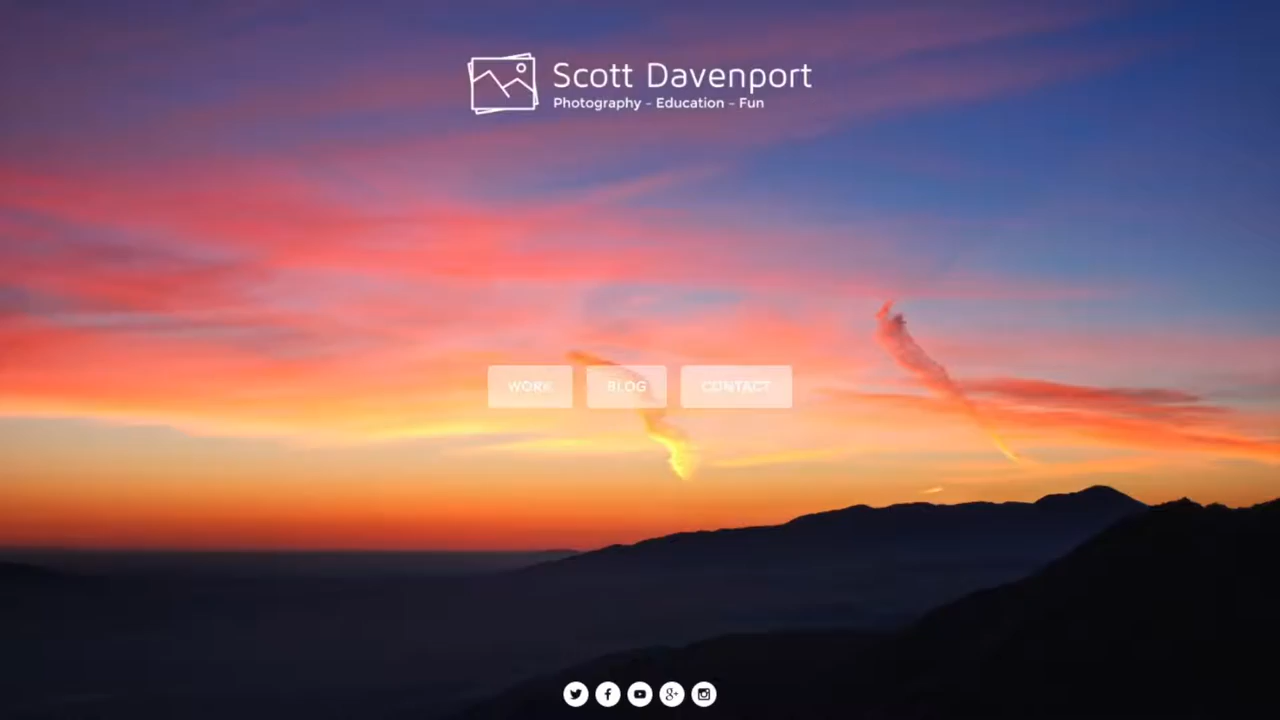 Scott Davenport
Photography - Education - Fun
WORK
BLOG
CONTACT